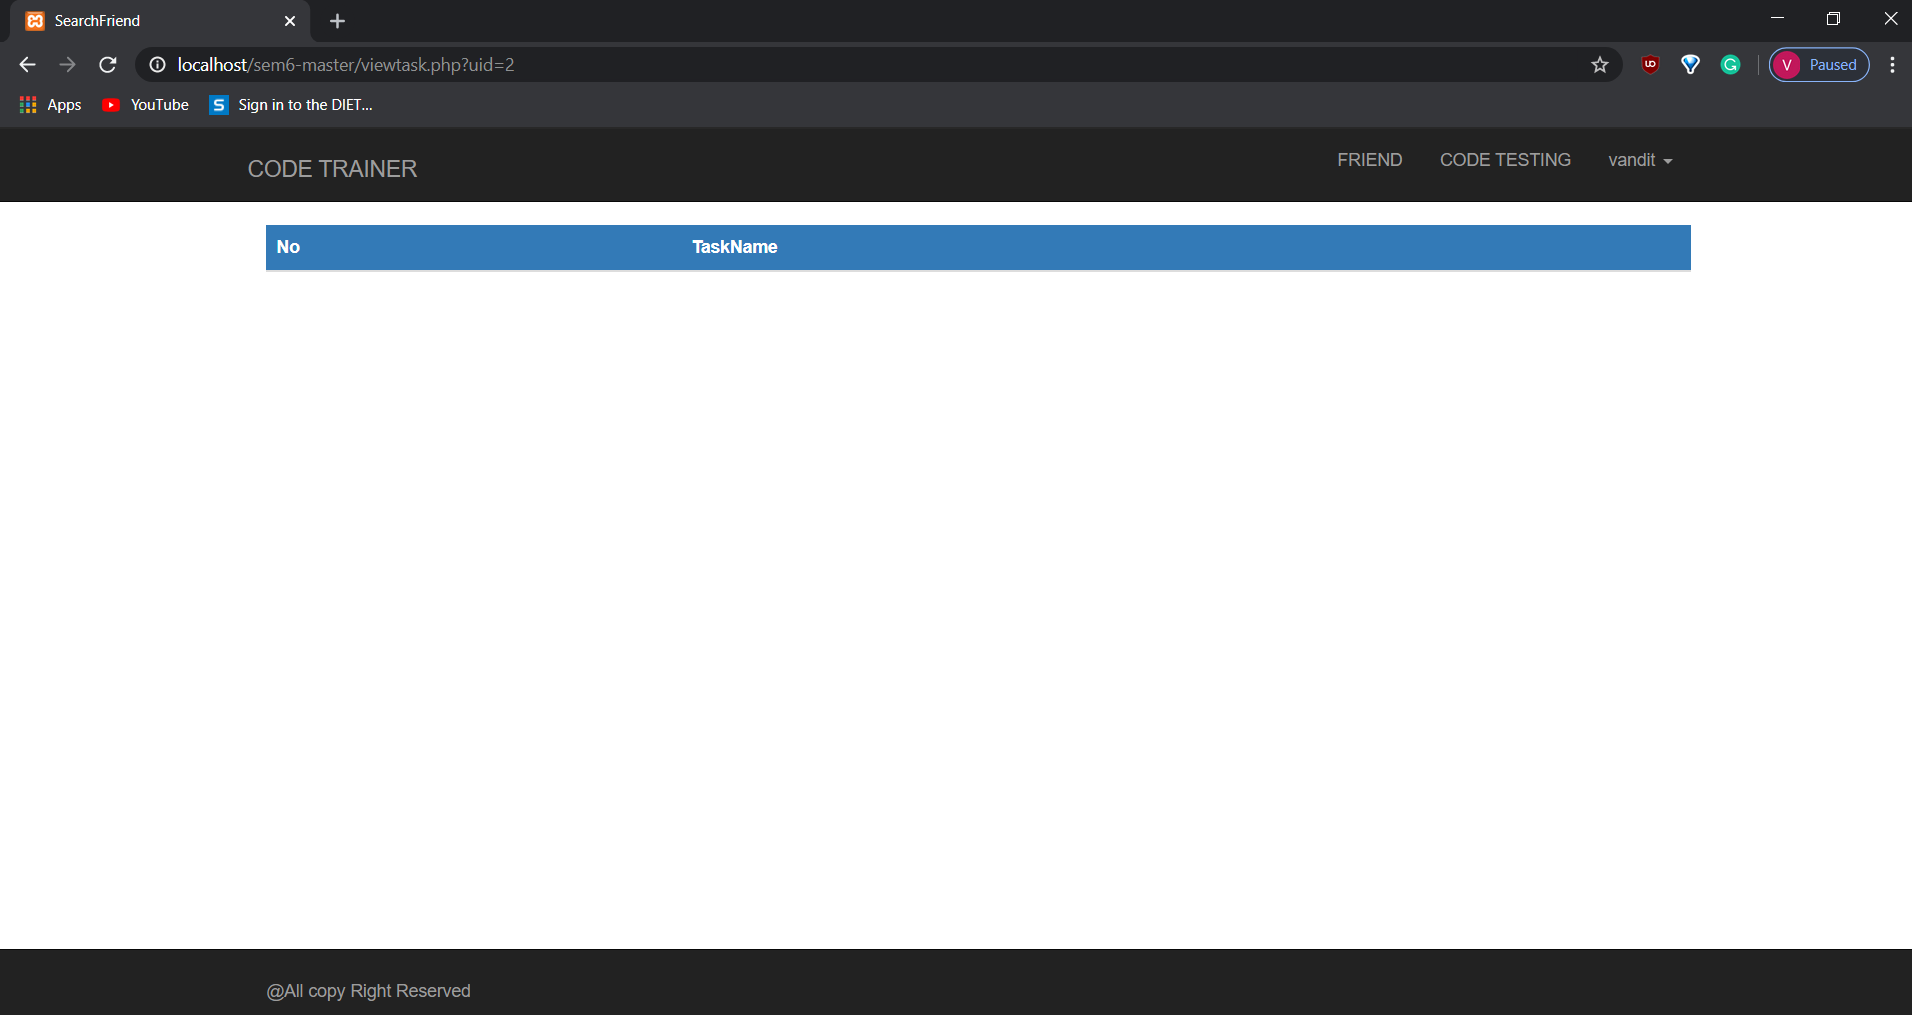 SearchFriend
localhost/sem6-master/viewtask.php?uid=2
V Paused
Apps YouTube S Sign in to the DIET...
CODE TRAINER FRIEND CODE TESTING vandit
No TaskName
@All copy Right Reserved